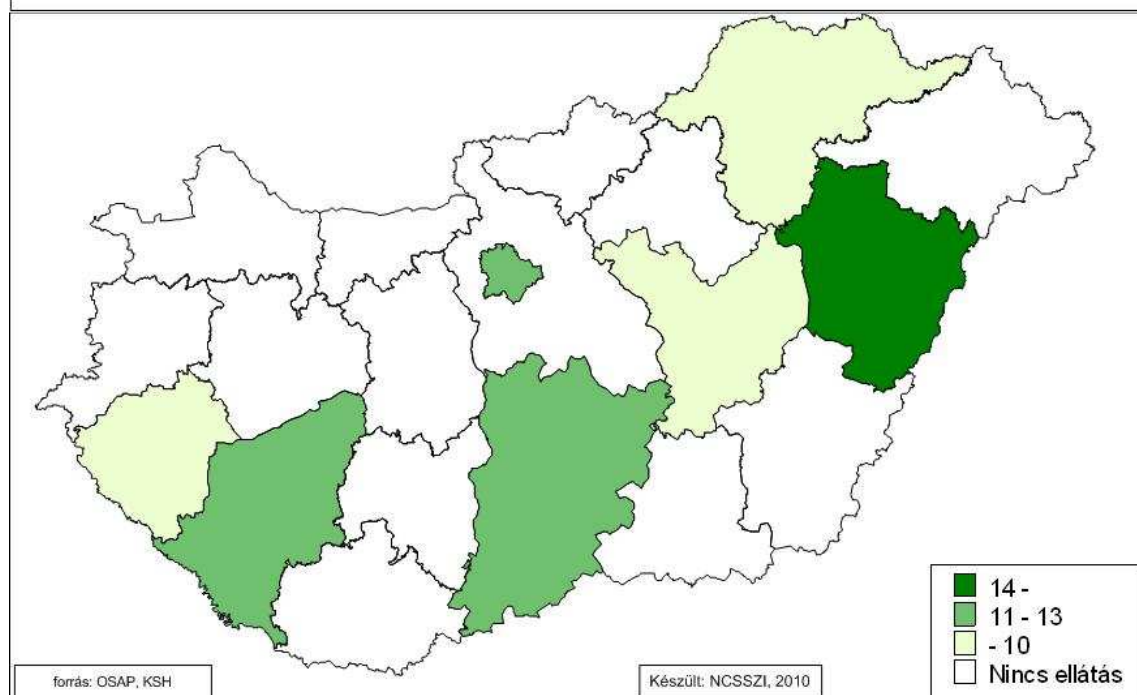 14 -
11 - 13
- 10
Nincs ellátás
forrás: OSAP, KSH
Készült: NCSSZI, 2010